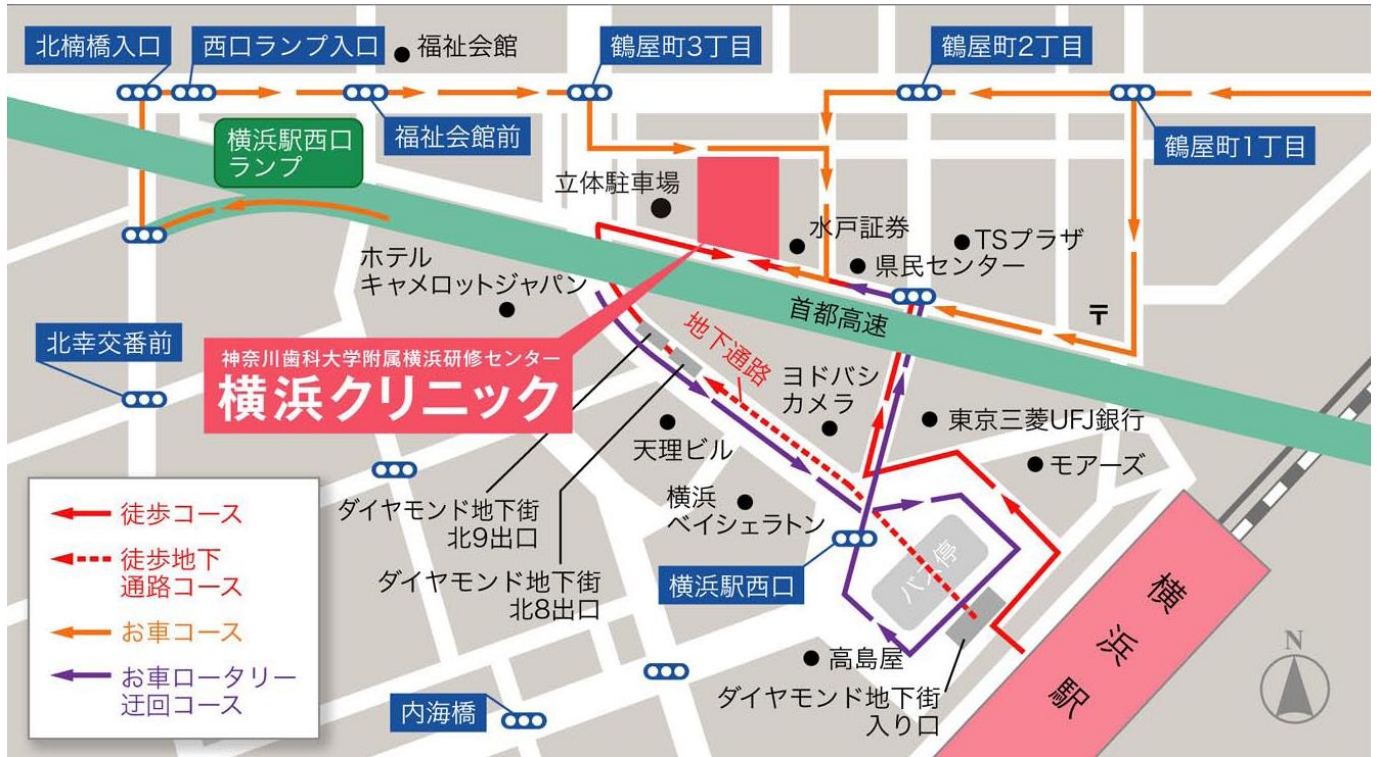 北楠橋入口
西口ランプ入口
福祉会館
鶴屋町3丁目
鶴屋町2丁目
横浜駅西口
ランプ
福祉会館前
鶴屋町1丁目
立体駐車場
水戸証券
TSプラザ
県民センター
ホテル
キャメロットジャパン
首都高速
〒
北幸交番前
神奈川歯科大学附属横浜研修センター
横浜クリニック
地下通路
ヨドバシ
カメラ
東京三菱UFJ銀行
天理ビル
モアーズ
横浜
ベイシェラトン
ダイヤモンド地下街
北9出口
ダイヤモンド地下街
北8出口
横浜駅西口
バス停
横浜駅
高島屋
ダイヤモンド地下街
入り口
内海橋
N
徒歩コース
徒歩地下
通路コース
お車コース
お車ロータリー
迂回コース